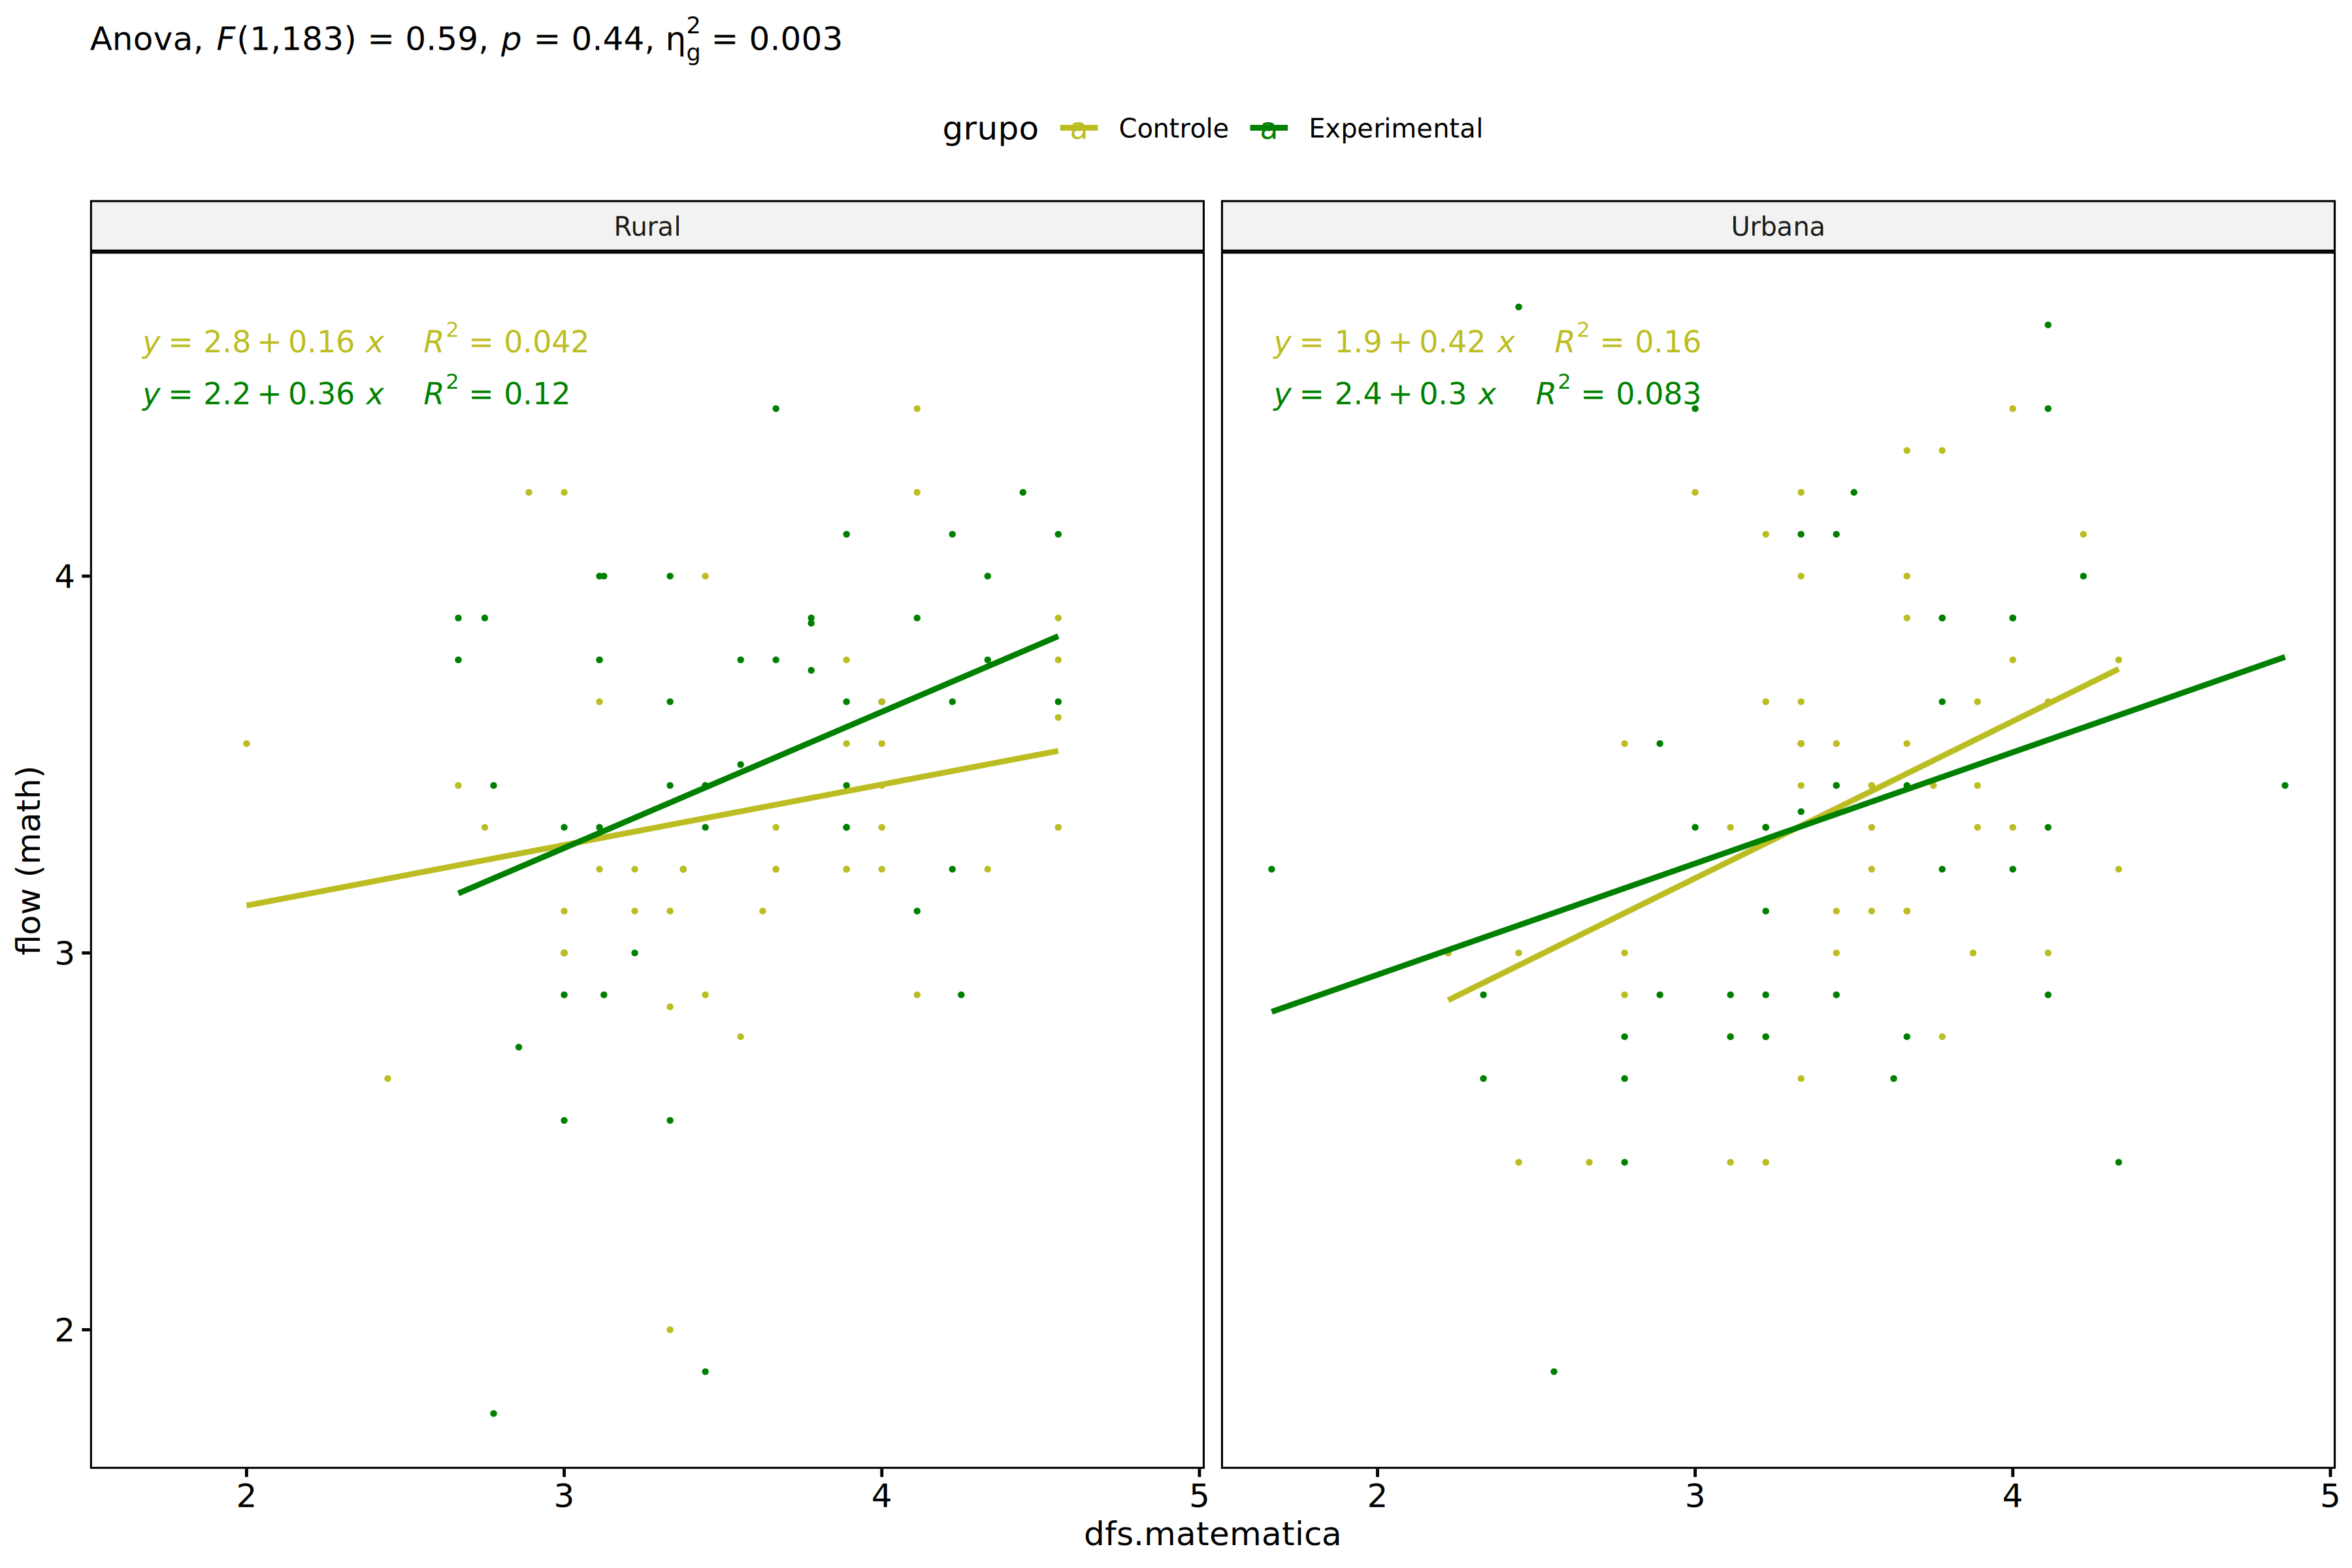 Anova, F(1,183) = 0.59, p = 0.44, η²g = 0.003
grupo a Controle a Experimental
Rural
Urbana
y = 2.8 + 0.16 x R² = 0.042
y = 2.2 + 0.36 x R² = 0.12
y = 1.9 + 0.42 x R² = 0.16
y = 2.4 + 0.3 x R² = 0.083
flow (math)
4
3
2
2 3 4 5
2 3 4 5
dfs.matematica